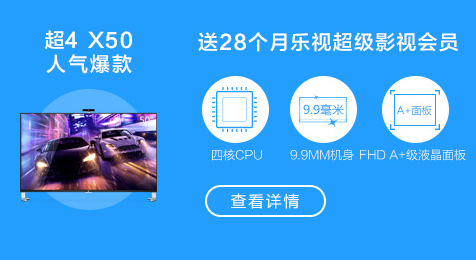 超4 X50
人气爆款
送28个月乐视超级影视会员
9.9毫米
A+面板
四核CPU
9.9MM机身
FHD A+级液晶面板
查看详情